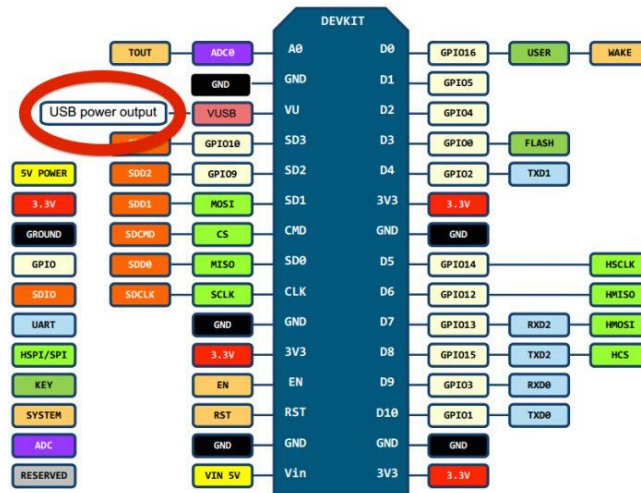 DEVKIT
TOUT ADC0 A0 D0 GPIO16 USER WAKE
GND GND D1 GPIO5
USB power output VUSB VU D2 GPIO4
GPIO10 SD3 D3 GPIO0 FLASH
5V POWER SDD2 GPIO9 SD2 D4 GPIO2 TXD1
3.3V SDD1 MOSI SD1 3V3 3.3V
GROUND SDCMD CS CMD GND GND
GPIO SDD0 MISO SD0 D5 GPIO14 HSCLK
SDIO SDCLK SCLK CLK D6 GPIO12 HMISO
UART GND GND D7 GPIO13 RXD2 HMOSI
HSPI/SPI 3.3V 3V3 D8 GPIO15 TXD2 HCS
KEY EN EN D9 GPIO3 RXD0
SYSTEM RST RST D10 GPIO1 TXD0
ADC GND GND GND GND
RESERVED VIN 5V Vin 3V3 3.3V